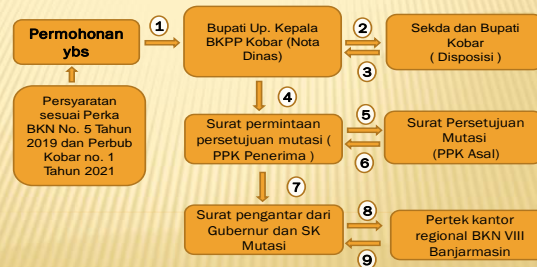 Permohonan
ybs
1
Bupati Up. Kepala
BKPP Kobar (Nota
Dinas)
2
3
Sekda dan Bupati
Kobar
( Disposisi )
Persyaratan
sesuai Perka
BKN No. 5 Tahun
2019 dan Perbub
Kobar no. 1
Tahun 2021
4
Surat permintaan
persetujuan mutasi (
PPK Penerima )
5
6
Surat Persetujuan
Mutasi
(PPK Asal)
7
Surat pengantar dari
Gubernur dan SK
Mutasi
8
9
Pertek kantor
regional BKN VIII
Banjarmasin